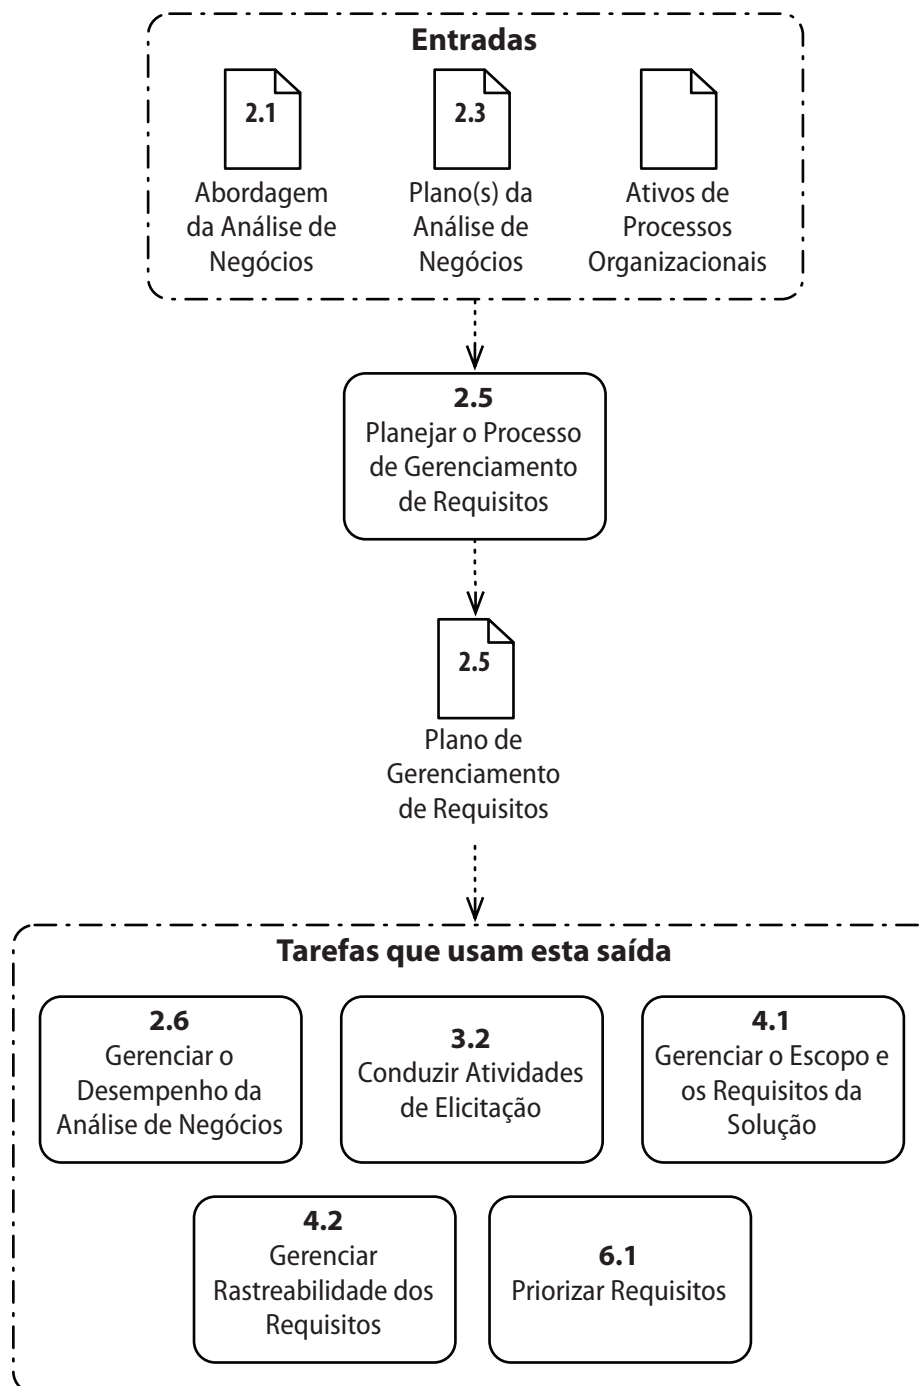 Entradas
2.1
Abordagem
da Análise de
Negócios
2.3
Plano(s) da
Análise de
Negócios
Ativos de
Processos
Organizacionais
2.5
Planejar o Processo
de Gerenciamento
de Requisitos
2.5
Plano de
Gerenciamento
de Requisitos
Tarefas que usam esta saída
2.6
Gerenciar o
Desempenho da
Análise de Negócios
3.2
Conduzir Atividades
de Elicitação
4.1
Gerenciar o Escopo e
os Requisitos da
Solução
4.2
Gerenciar
Rastreabilidade dos
Requisitos
6.1
Priorizar Requisitos